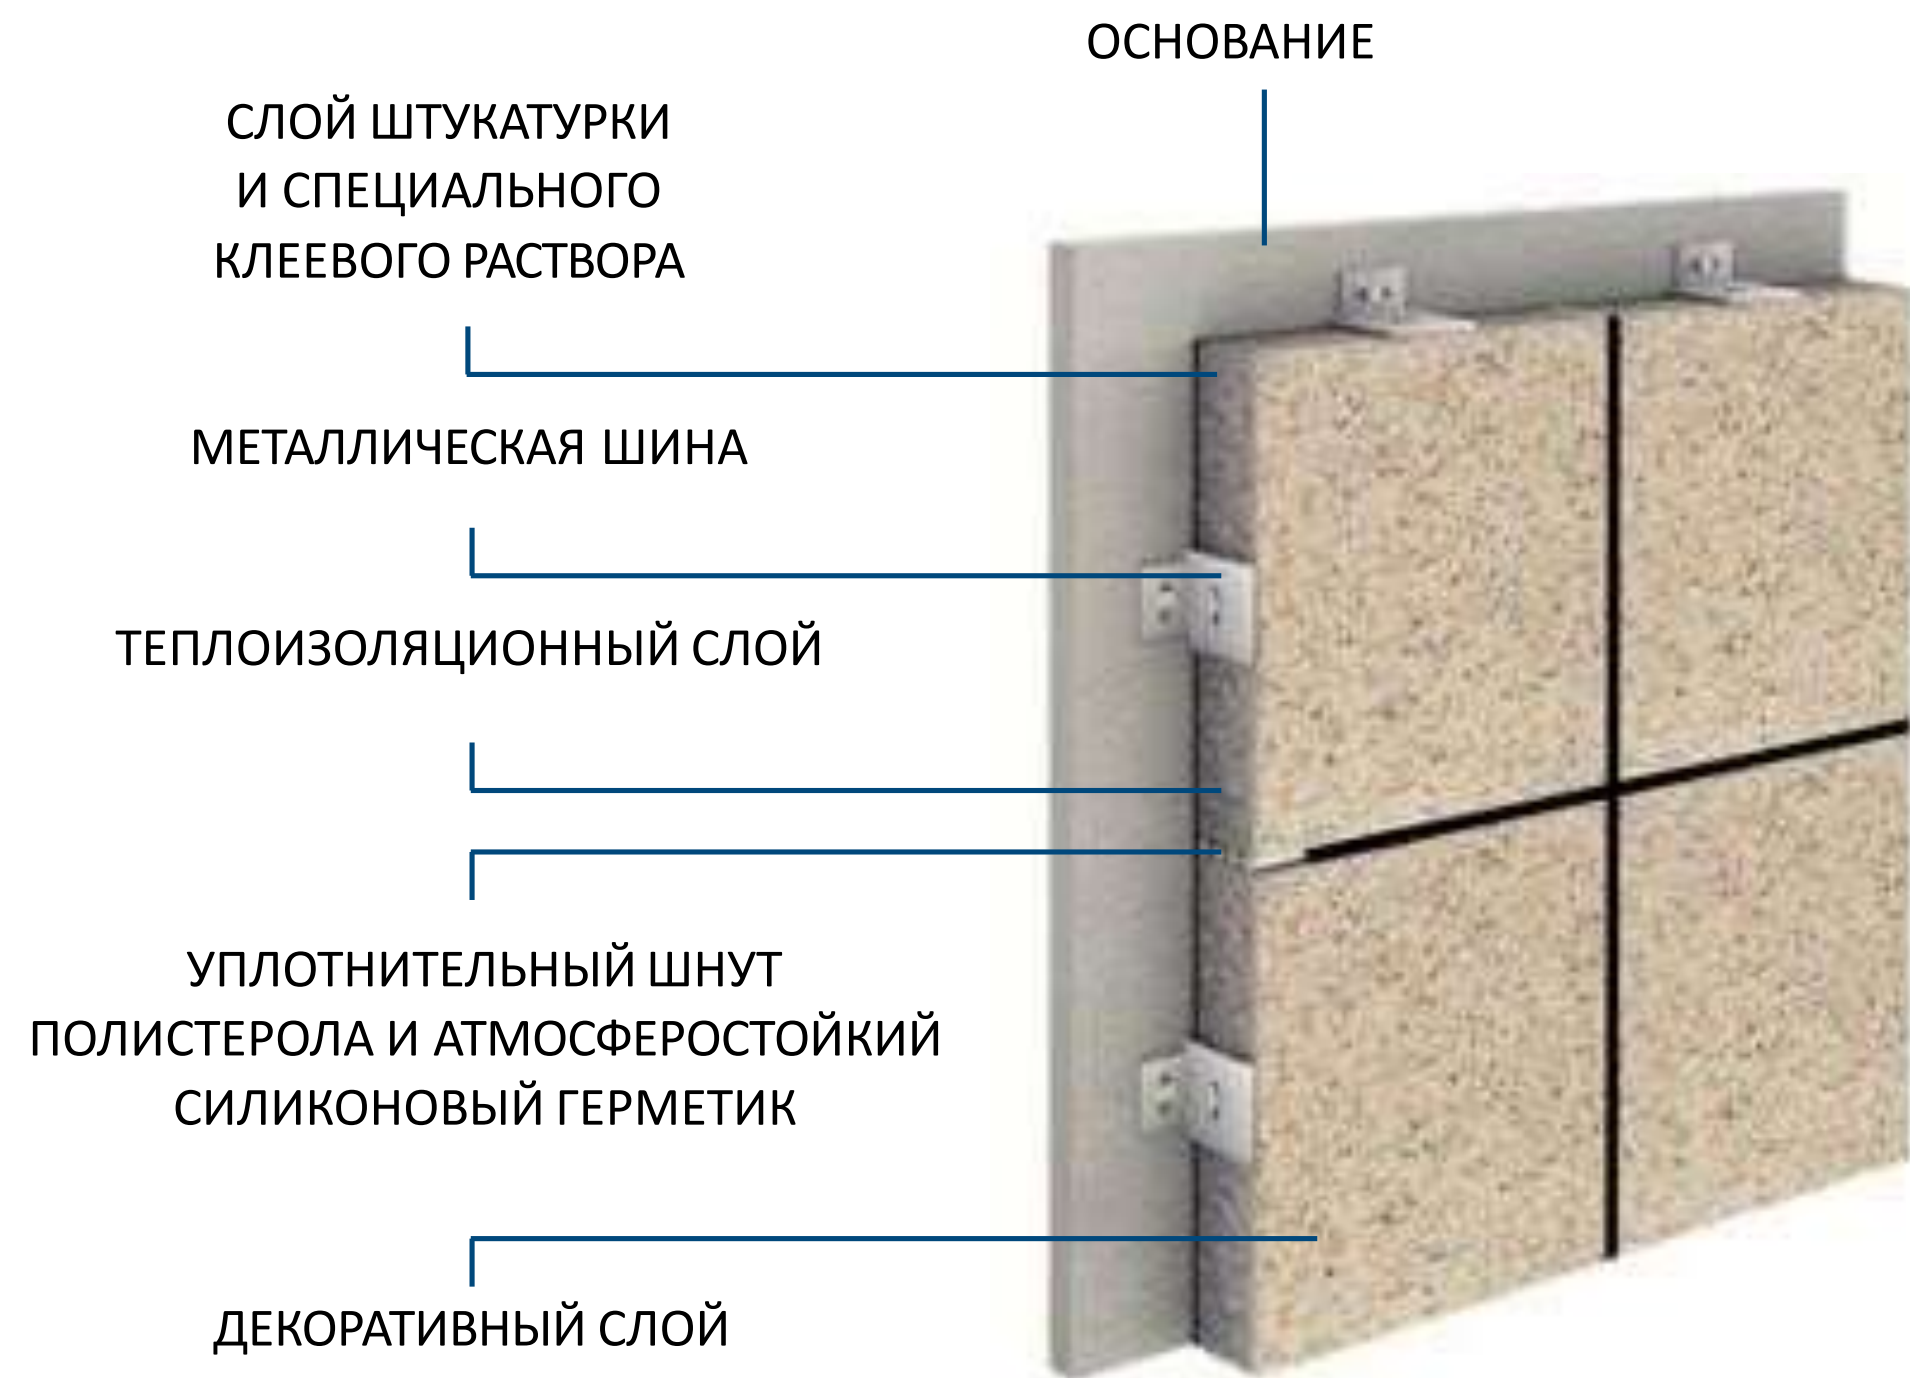 ОСНОВАНИЕ
СЛОЙ ШТУКАТУРКИ
И СПЕЦИАЛЬНОГО
КЛЕЕВОГО РАСТВОРА
МЕТАЛЛИЧЕСКАЯ ШИНА
ТЕПЛОИЗОЛЯЦИОННЫЙ СЛОЙ
УПЛОТНИТЕЛЬНЫЙ ШНУТ
ПОЛИСТЕРОЛА И АТМОСФЕРОСТОЙКИЙ
СИЛИКОНОВЫЙ ГЕРМЕТИК
ДЕКОРАТИВНЫЙ СЛОЙ